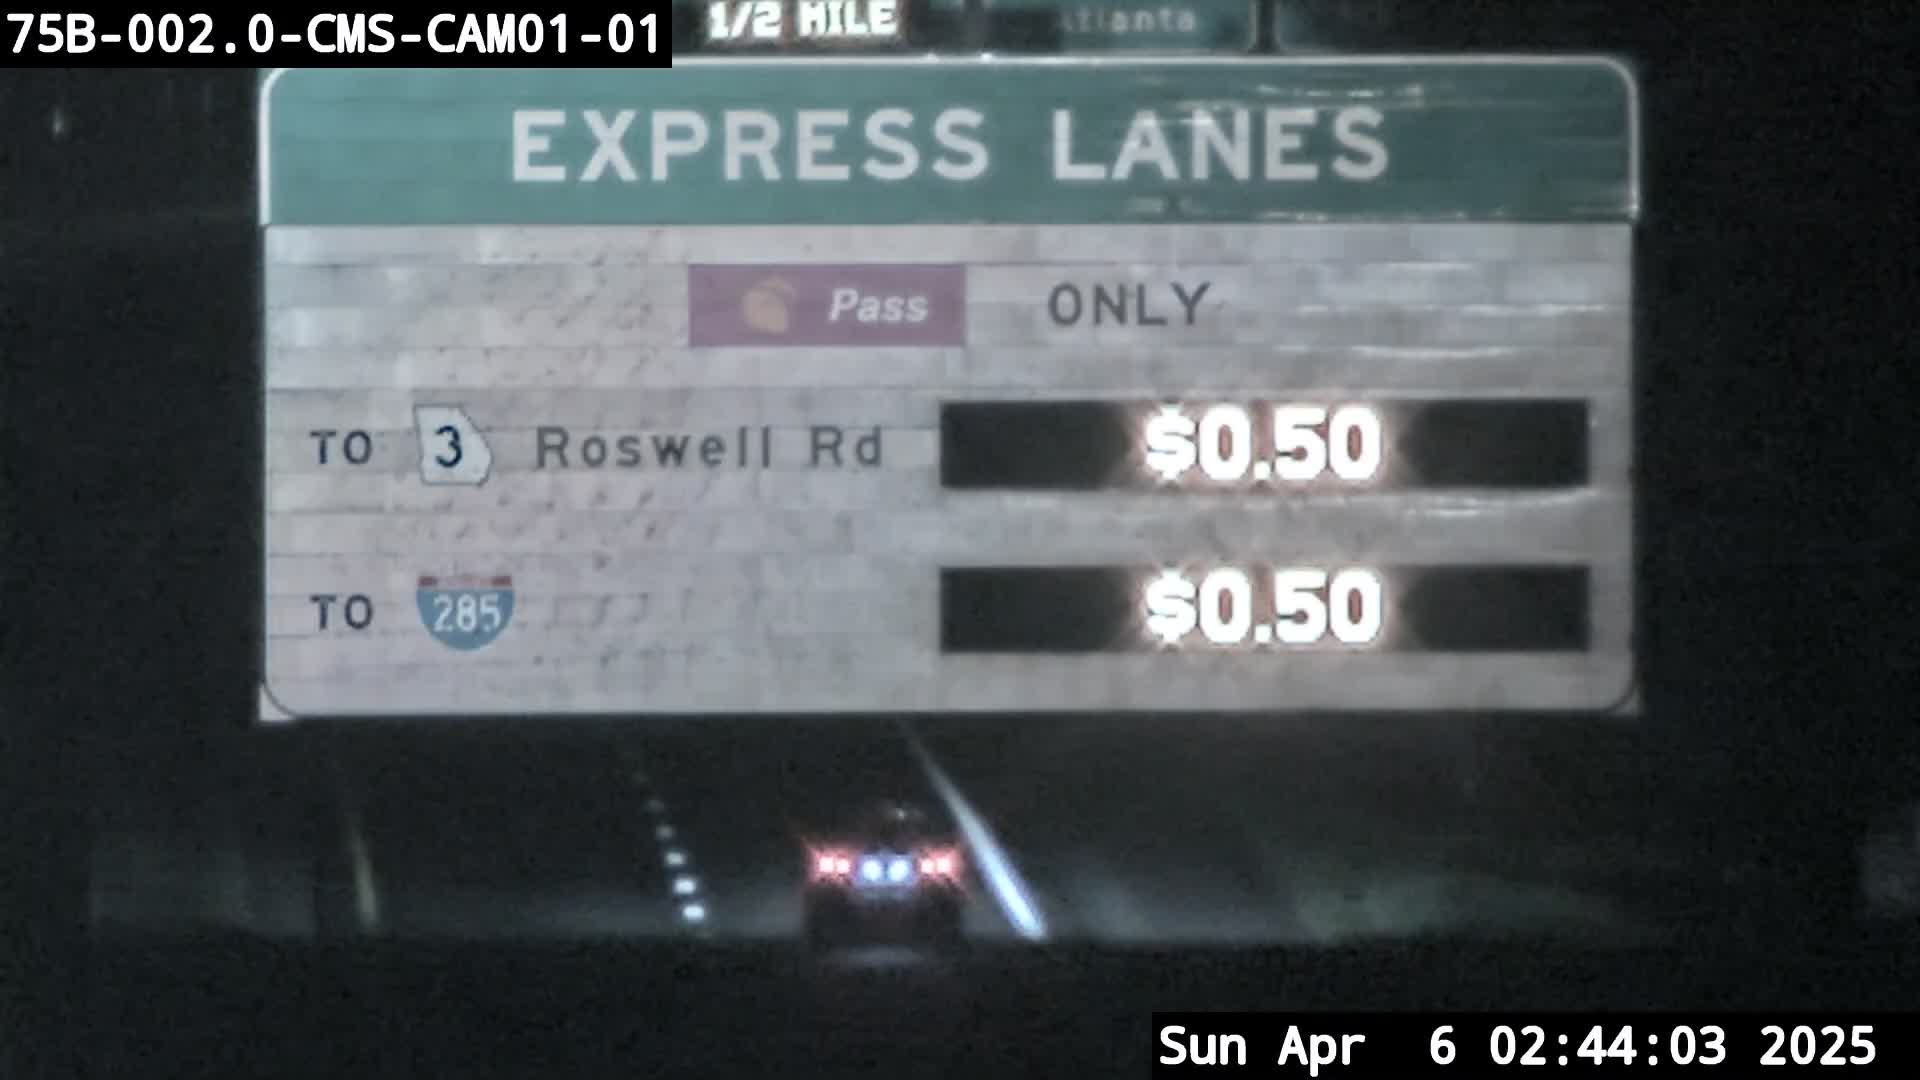 75B-002.0-CMS-CAM01-01
1/2 MILE
Atlanta
EXPRESS LANES
Pass ONLY
TO 3 Roswell Rd $0.50
TO 285 $0.50
Sun Apr 6 02:44:03 2025